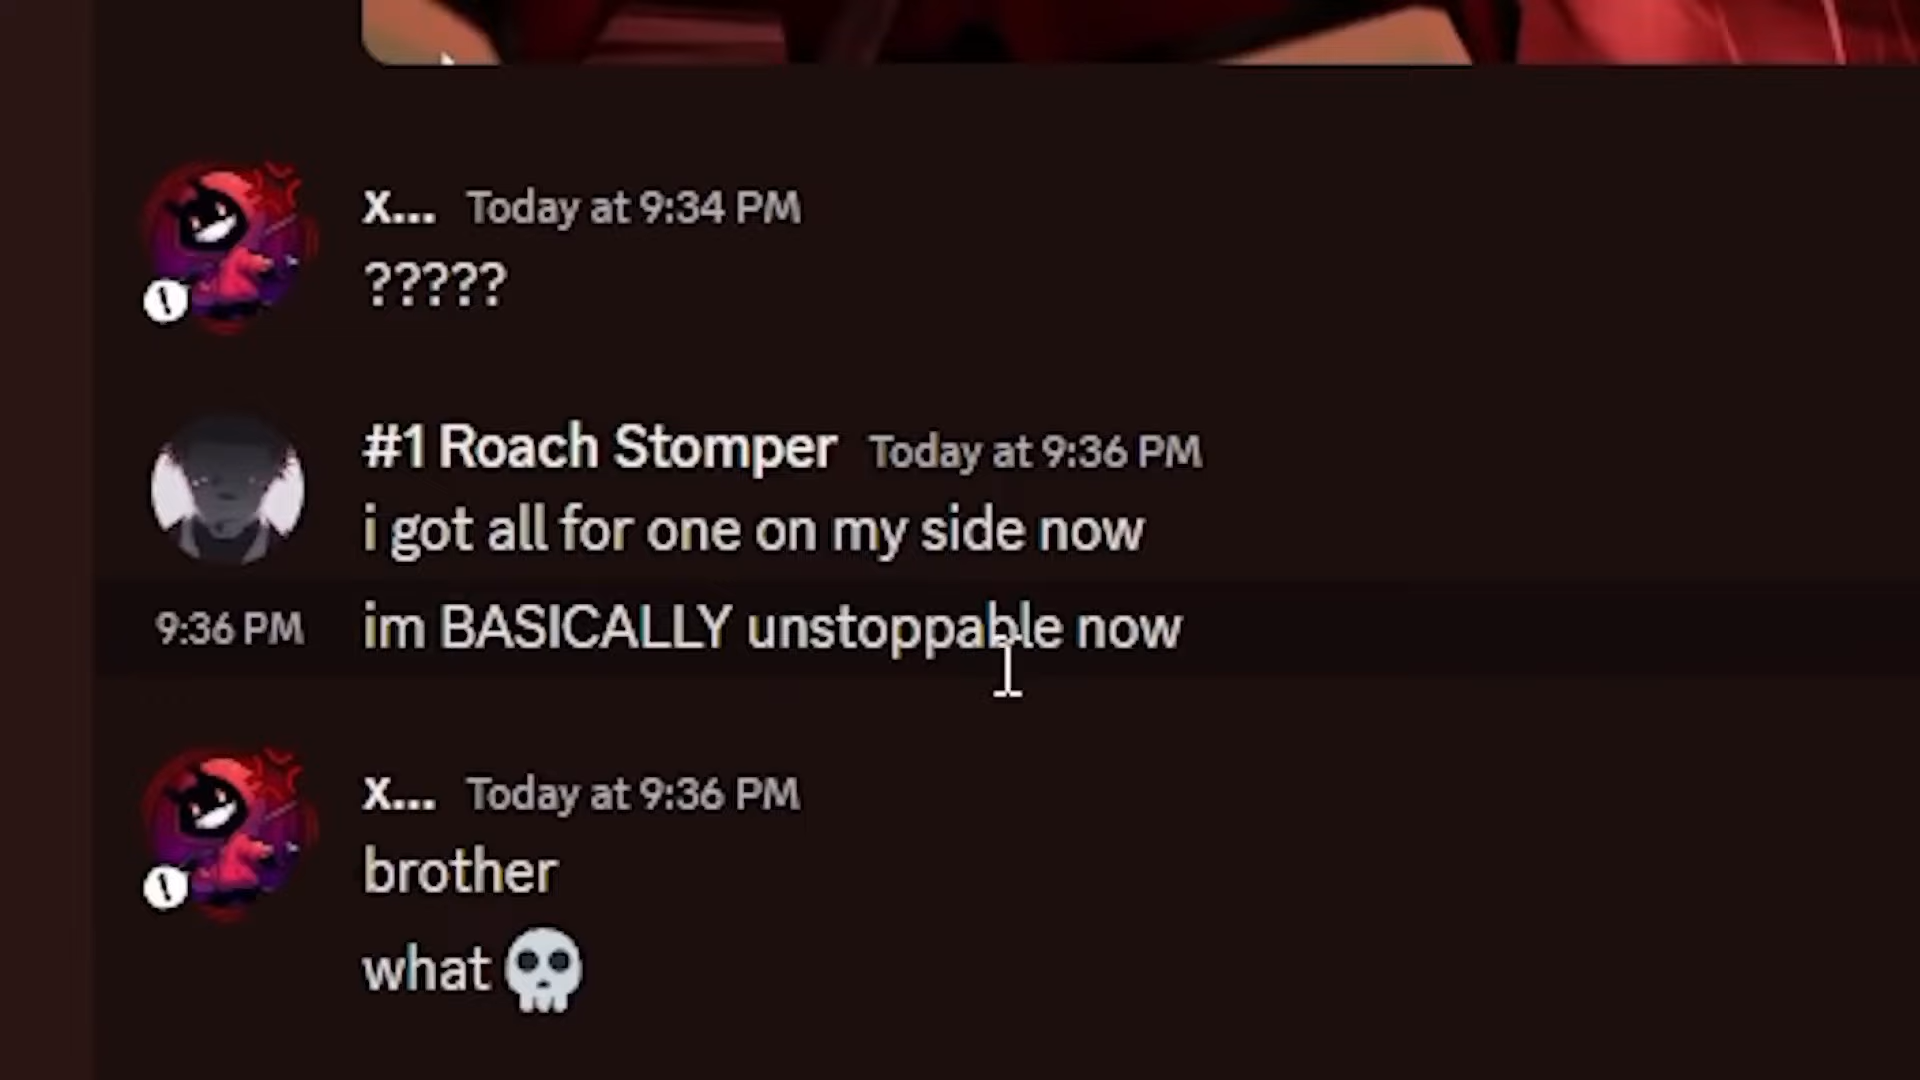 X... Today at 9:34 PM
?????
#1 Roach Stomper Today at 9:36 PM
i got all for one on my side now
9:36 PM im BASICALLY unstoppable now
X... Today at 9:36 PM
brother
what 💀